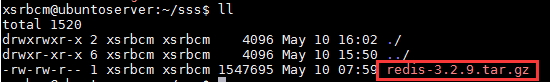 xsrbcm@ubuntoserver:~/sss$ ll
total 1520
drwxrwxr-x 2 xsrbcm xsrbcm    4096 May 10 16:02 ./
drwxr-xr-x 6 xsrbcm xsrbcm    4096 May 10 15:50 ../
-rw-rw-r-- 1 xsrbcm xsrbcm 1547695 May 10 07:59 redis-3.2.9.tar.gz